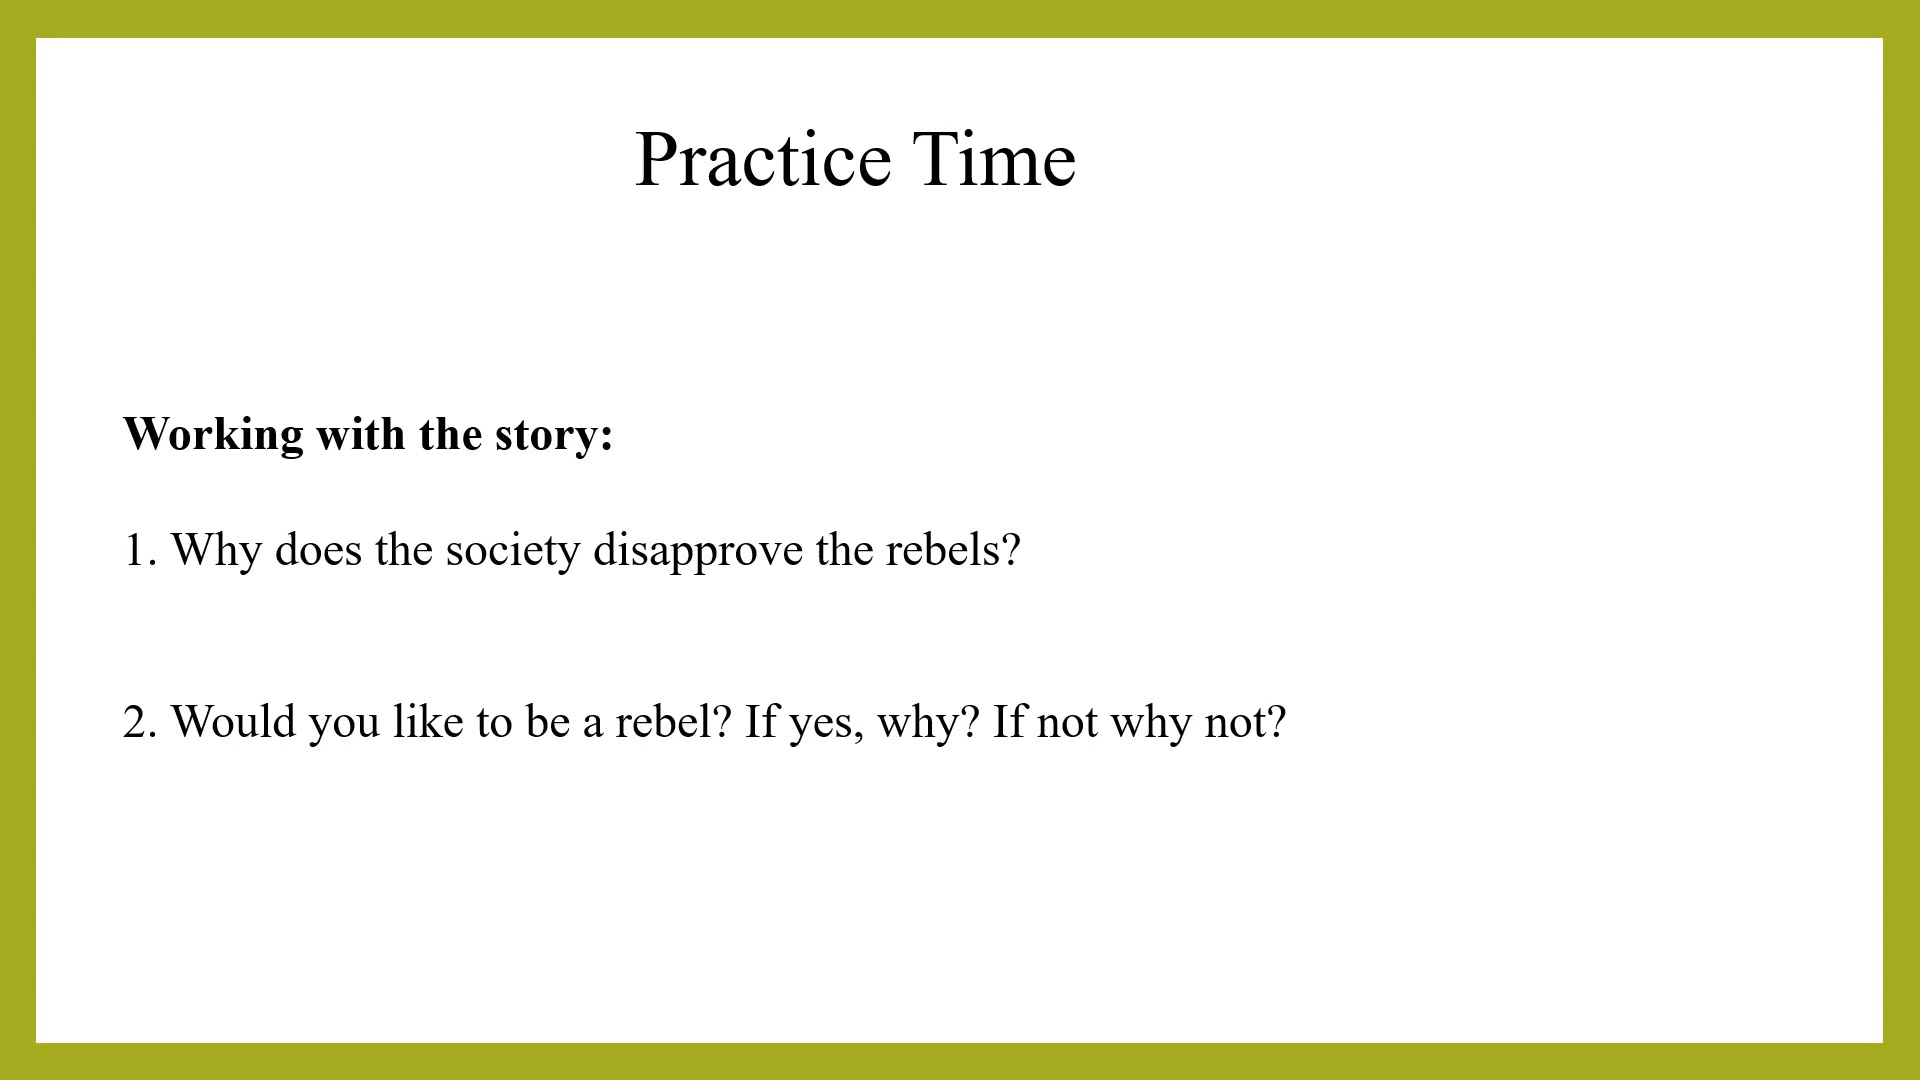 Practice Time
Working with the story:
1. Why does the society disapprove the rebels?
2. Would you like to be a rebel? If yes, why? If not why not?